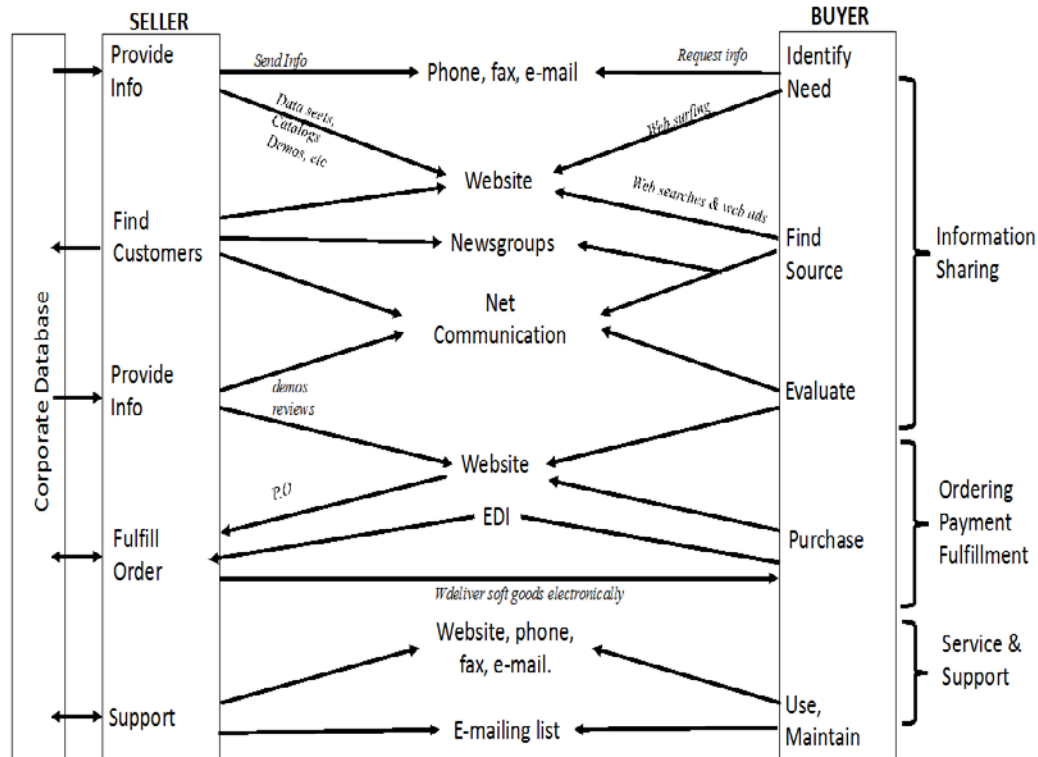 SELLER
BUYER
Corporate Database
Provide
Info
Send Info
Phone, fax, e-mail
Request info
Identify
Need
Data seets,
Catalogs
Demos, etc
Web surfing
Website
Web searches & web ads
Find
Customers
Newsgroups
Find
Source
Information
Sharing
Net
Communication
Provide
Info
demos
reviews
Evaluate
Website
P.O
EDI
Fulfill
Order
Purchase
Ordering
Payment
Fulfillment
Wdeliver soft goods electronically
Website, phone,
fax, e-mail.
Service &
Support
Support
E-mailing list
Use,
Maintain